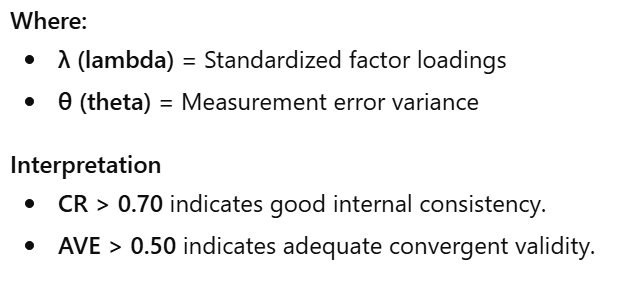 Where:
• λ (lambda) = Standardized factor loadings
• θ (theta) = Measurement error variance
Interpretation
• CR > 0.70 indicates good internal consistency.
• AVE > 0.50 indicates adequate convergent validity.